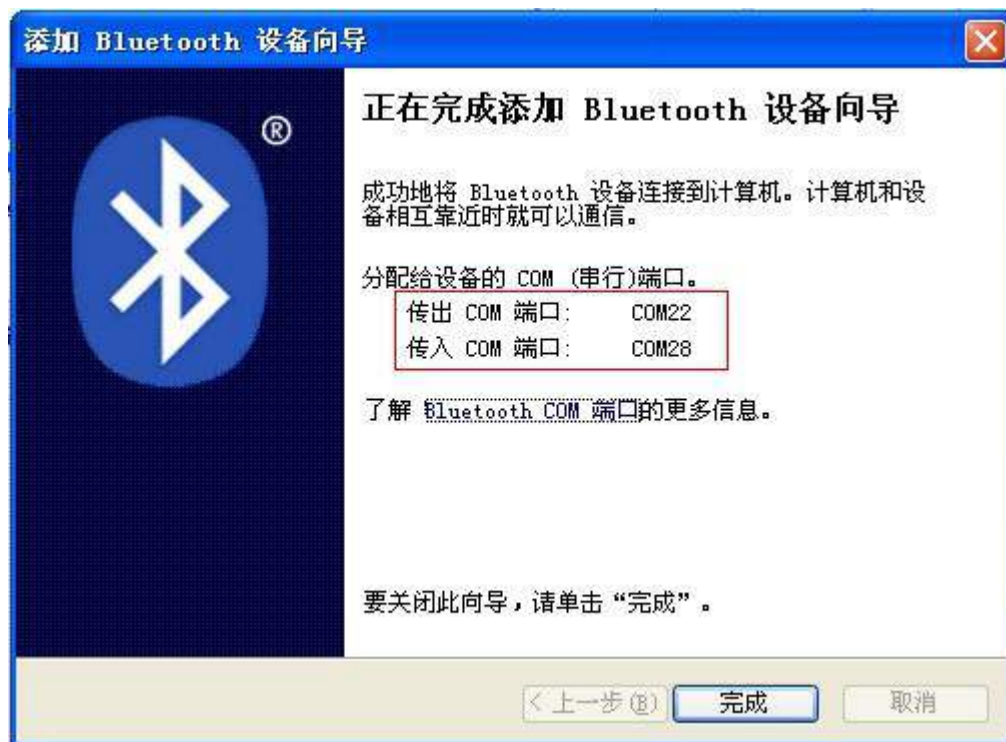 添加 Bluetooth 设备向导
®
正在完成添加 Bluetooth 设备向导
成功地将 Bluetooth 设备连接到计算机。计算机和设
备相互靠近时就可以通信。
分配给设备的 COM (串行)端口。
传出 COM 端口: COM22
传入 COM 端口: COM28
了解 Bluetooth COM 端口的更多信息。
要关闭此向导，请单击“完成”。
< 上一步(B) 完成 取消